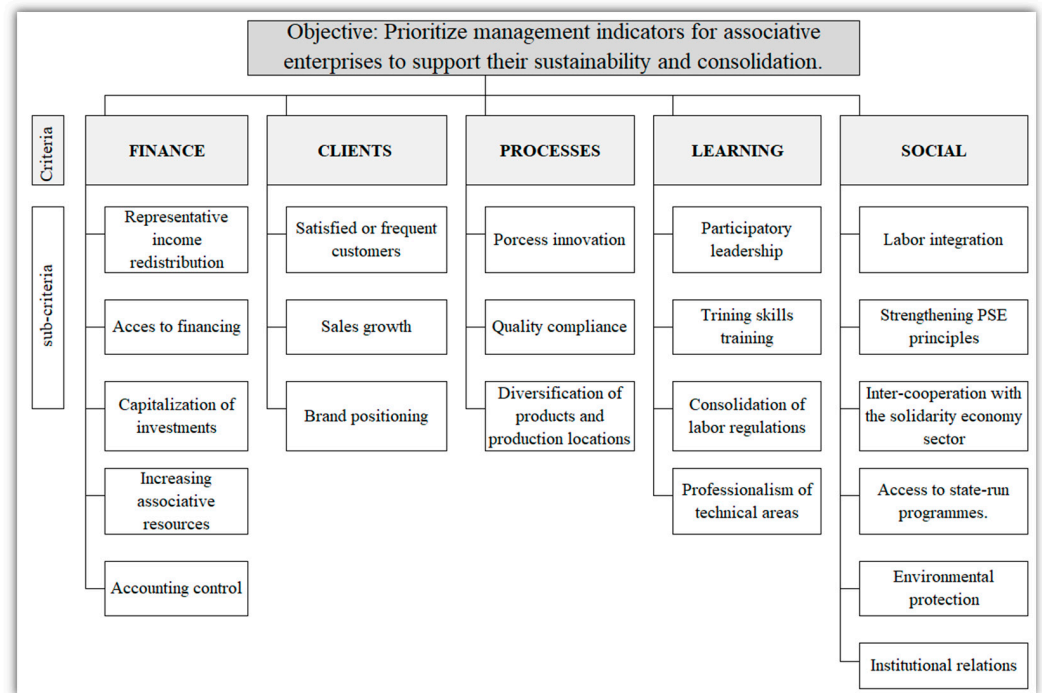 Objective: Prioritize management indicators for associative
enterprises to support their sustainability and consolidation.
Criteria
FINANCE
CLIENTS
PROCESSES
LEARNING
SOCIAL
sub-criteria
Representative
income
redistribution
Acces to financing
Capitalization of
investments
Increasing
associative
resources
Accounting control
Satisfied or frequent
customers
Sales growth
Brand positioning
Porcess innovation
Quality compliance
Diversification of
products and
production locations
Participatory
leadership
Trining skills
training
Consolidation of
labor regulations
Professionalism of
technical areas
Labor integration
Strengthening PSE
principles
Inter-cooperation with
the solidarity economy
sector
Access to state-run
programmes.
Environmental
protection
Institutional relations